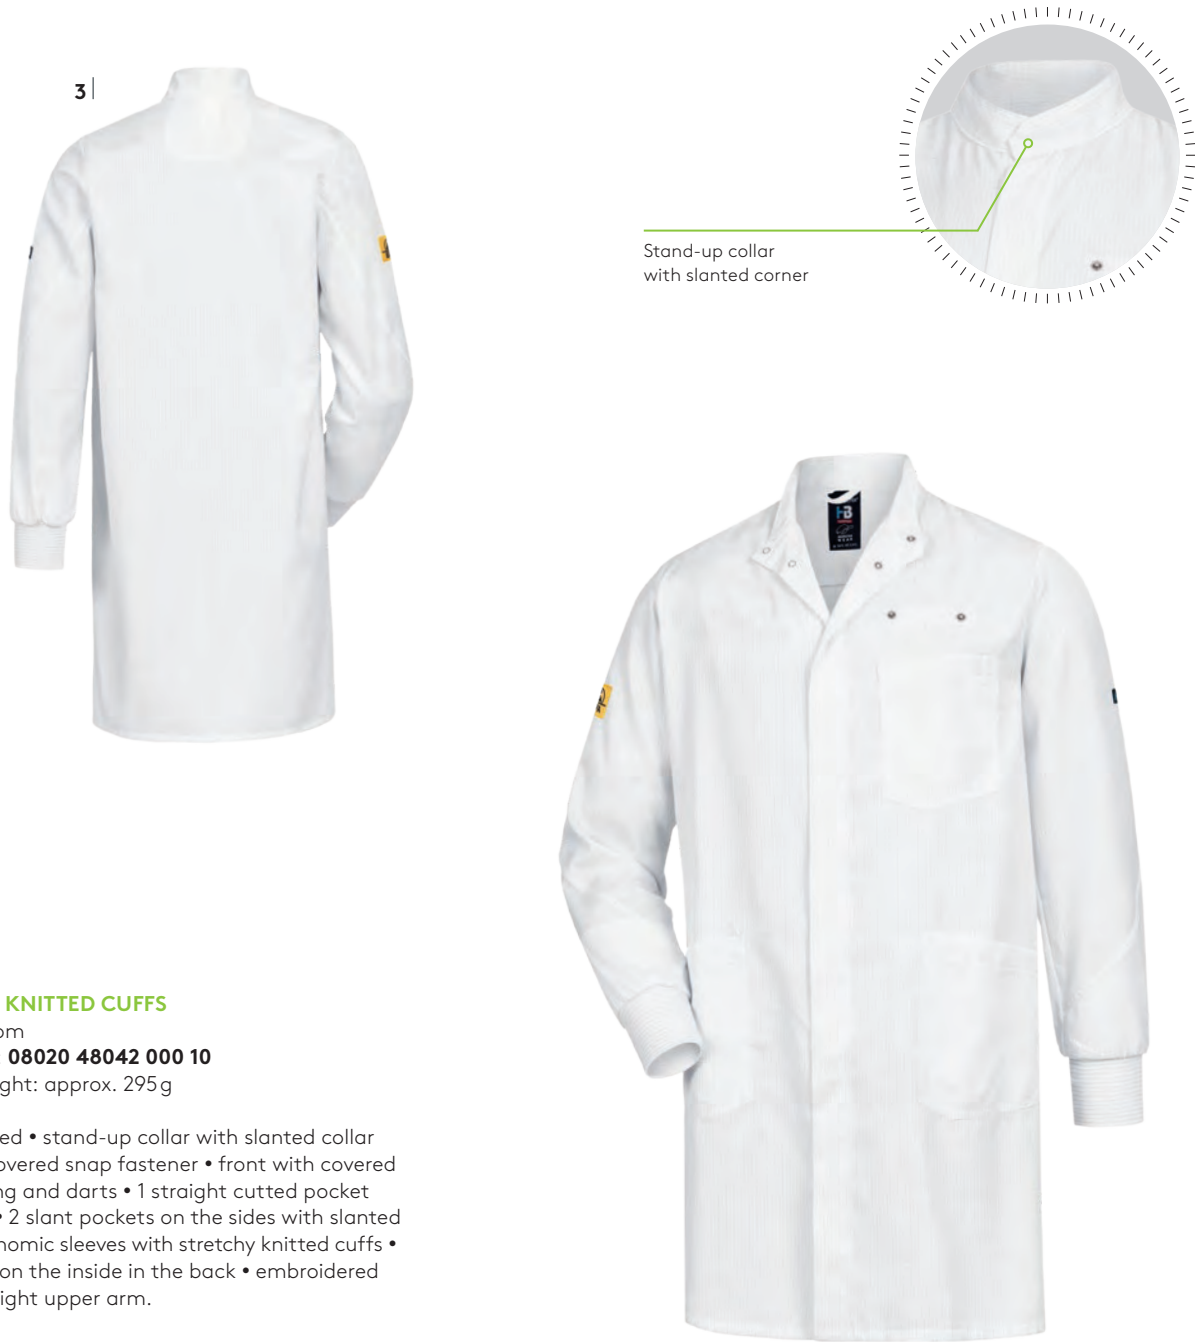 3
Stand-up collar
with slanted corner
HB
KNITTED CUFFS
om
: 08020 48042 000 10
ght: approx. 295 g
ed • stand-up collar with slanted collar
overed snap fastener • front with covered
ng and darts • 1 straight cutted pocket
• 2 slant pockets on the sides with slanted
nomic sleeves with stretchy knitted cuffs •
on the inside in the back • embroidered
ight upper arm.